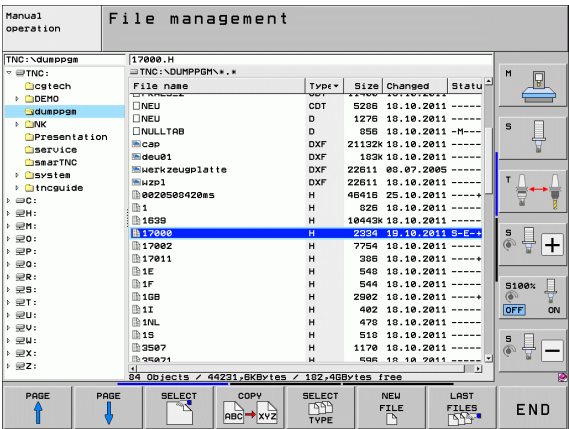 Manual
operation
File management
TNC:\dumppgm
17000.H
TNC:
cgtech
DEMO
dumppgm
NK
Presentation
service
smarTNC
system
tncguide
C:
H:
M:
O:
P:
Q:
R:
S:
T:
U:
V:
W:
X:
Z:
TNC:\DUMPPGM\*.*
File name Type Size Changed Statu
NEU CDT 5286 18.10.2011 -----
NEU D 1276 18.10.2011 -----
NULLTAB D 856 18.10.2011 -M---
cap DXF 21132K 18.10.2011 -----
deu01 DXF 183K 18.10.2011 -----
Werkzeugplatte DXF 22611 08.07.2005 -----
wzpl DXF 22611 18.10.2011 -----
0020508420ms H 46416 25.10.2011 ----+
1 H 826 18.10.2011 -----
1639 H 10443K 18.10.2011 ----+
17000 H 2334 19.10.2011 S-E-+
17002 H 7754 18.10.2011 -----
17011 H 386 18.10.2011 ----+
1E H 548 18.10.2011 -----
1F H 544 18.10.2011 -----
1GB H 2902 18.10.2011 ----+
1I H 402 18.10.2011 -----
1NL H 478 18.10.2011 -----
1S H 518 18.10.2011 -----
3507 H 1170 18.10.2011 -----
35071 H 596 18.10.2011 -----
84 Objects / 44231,6KBytes / 182,4GBytes free
M
S
T
S
S100%
OFF ON
S
PAGE
PAGE
SELECT
COPY
ABC XYZ
SELECT
TYPE
NEW
FILE
LAST
FILES
END